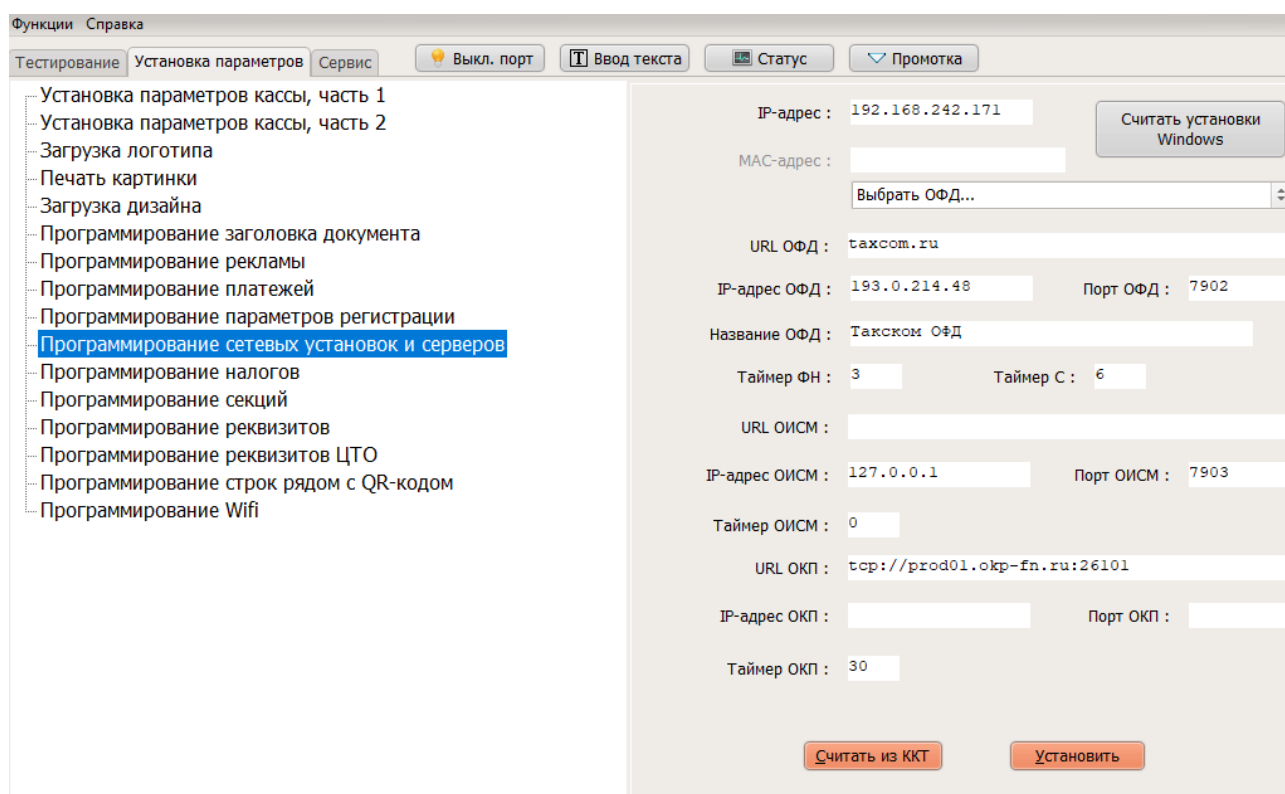 Функции Справка
Тестирование Установка параметров Сервис Выкл. порт Ввод текста Статус Промотка
Установка параметров кассы, часть 1
Установка параметров кассы, часть 2
Загрузка логотипа
Печать картинки
Загрузка дизайна
Программирование заголовка документа
Программирование рекламы
Программирование платежей
Программирование параметров регистрации
Программирование сетевых установок и серверов
Программирование налогов
Программирование секций
Программирование реквизитов
Программирование реквизитов ЦТО
Программирование строк рядом с QR-кодом
Программирование Wifi
IP-адрес : 192.168.242.171
Считать установки
Windows
MAC-адрес :
Выбрать ОФД...
URL ОФД : taxcom.ru
IP-адрес ОФД : 193.0.214.48 Порт ОФД : 7902
Название ОФД : Такском ОФД
Таймер ФН : 3 Таймер С : 6
URL ОИСМ :
IP-адрес ОИСМ : 127.0.0.1 Порт ОИСМ : 7903
Таймер ОИСМ : 0
URL ОКП : tcp://prod01.okp-fn.ru:26101
IP-адрес ОКП : Порт ОКП :
Таймер ОКП : 30
Считать из ККТ Установить